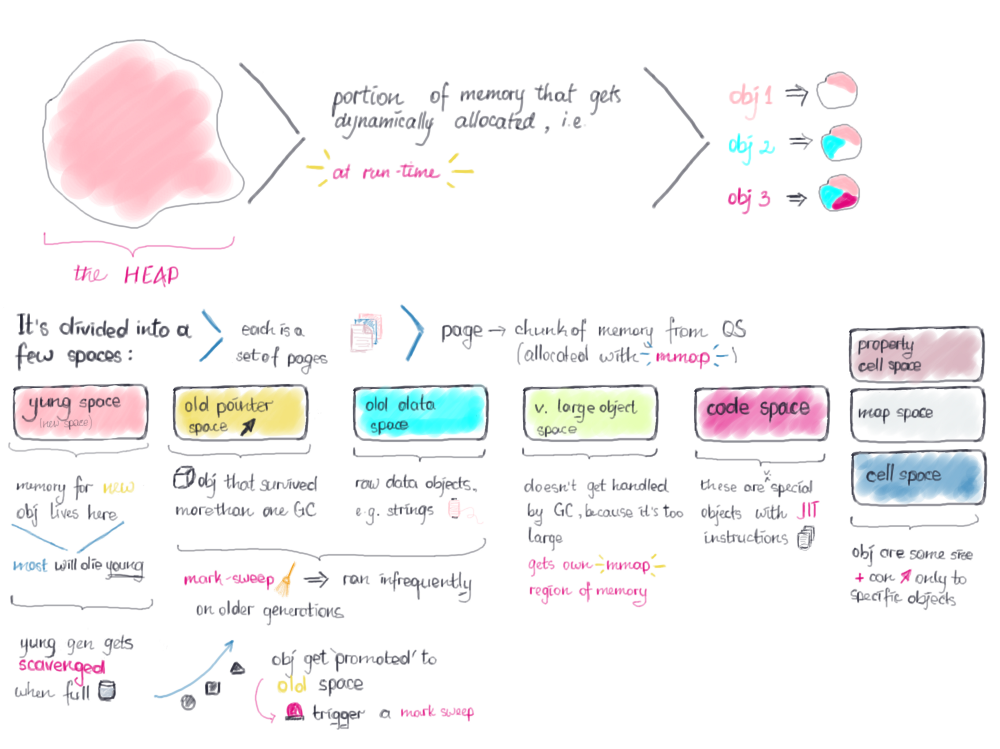 portion of memory that gets
dynamically allocated, i.e.
at run-time
obj 1 ⇒
obj 2 ⇒
obj 3 ⇒
the HEAP
It's divided into a
few spaces:
each is a
set of pages
page → chunk of memory from OS
(allocated with mmap)
yung space
(new space)
old pointer
space
old data
space
v. large object
space
code space
property
cell space
map space
cell space
memory for new
obj lives here
most will die young
obj that survived
more than one GC
raw data objects.
e.g. strings
mark-sweep ⇒ ran infrequently
on older generations
doesn't get handled
by GC, because it's too
large
gets own mmap
region of memory
these are special
objects with JIT
instructions
obj are some size
+ can ↗ only to
specific objects
yung gen gets
scavenged
when full
obj get 'promoted' to
old space
trigger a mark sweep